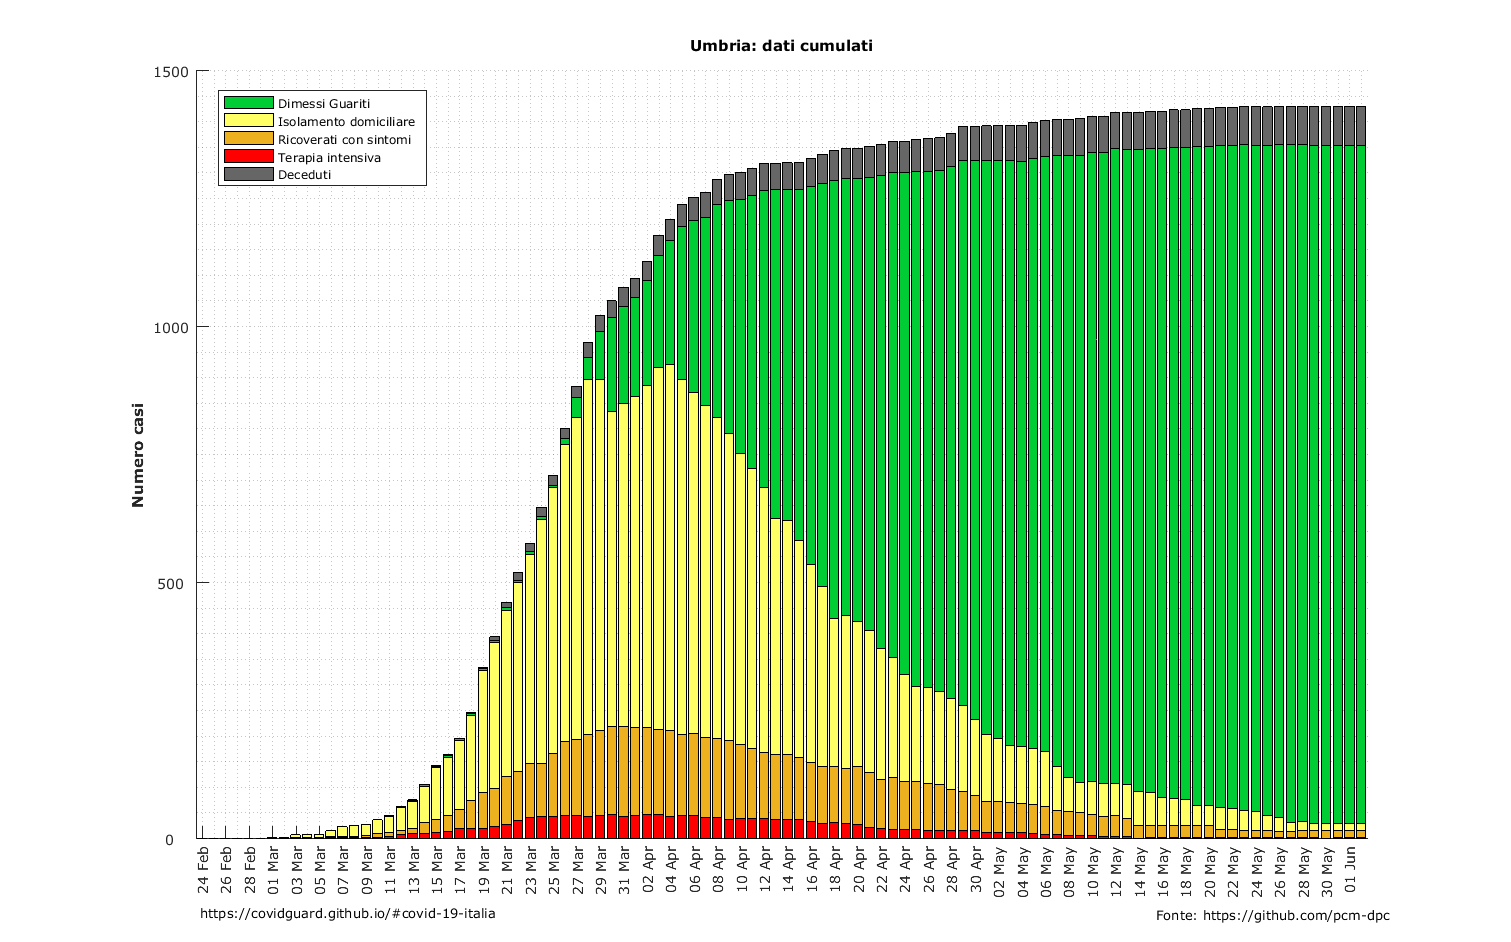 Umbria: dati cumulati
1500
1000
500
0
Numero casi
Dimessi Guariti
Isolamento domiciliare
Ricoverati con sintomi
Terapia intensiva
Deceduti
24 Feb
26 Feb
28 Feb
01 Mar
03 Mar
05 Mar
07 Mar
09 Mar
11 Mar
13 Mar
15 Mar
17 Mar
19 Mar
21 Mar
23 Mar
25 Mar
27 Mar
29 Mar
31 Mar
02 Apr
04 Apr
06 Apr
08 Apr
10 Apr
12 Apr
14 Apr
16 Apr
18 Apr
20 Apr
22 Apr
24 Apr
26 Apr
28 Apr
30 Apr
02 May
04 May
06 May
08 May
10 May
12 May
14 May
16 May
18 May
20 May
22 May
24 May
26 May
28 May
30 May
01 Jun
https://covidguard.github.io/#covid-19-italia
Fonte: https://github.com/pcm-dpc